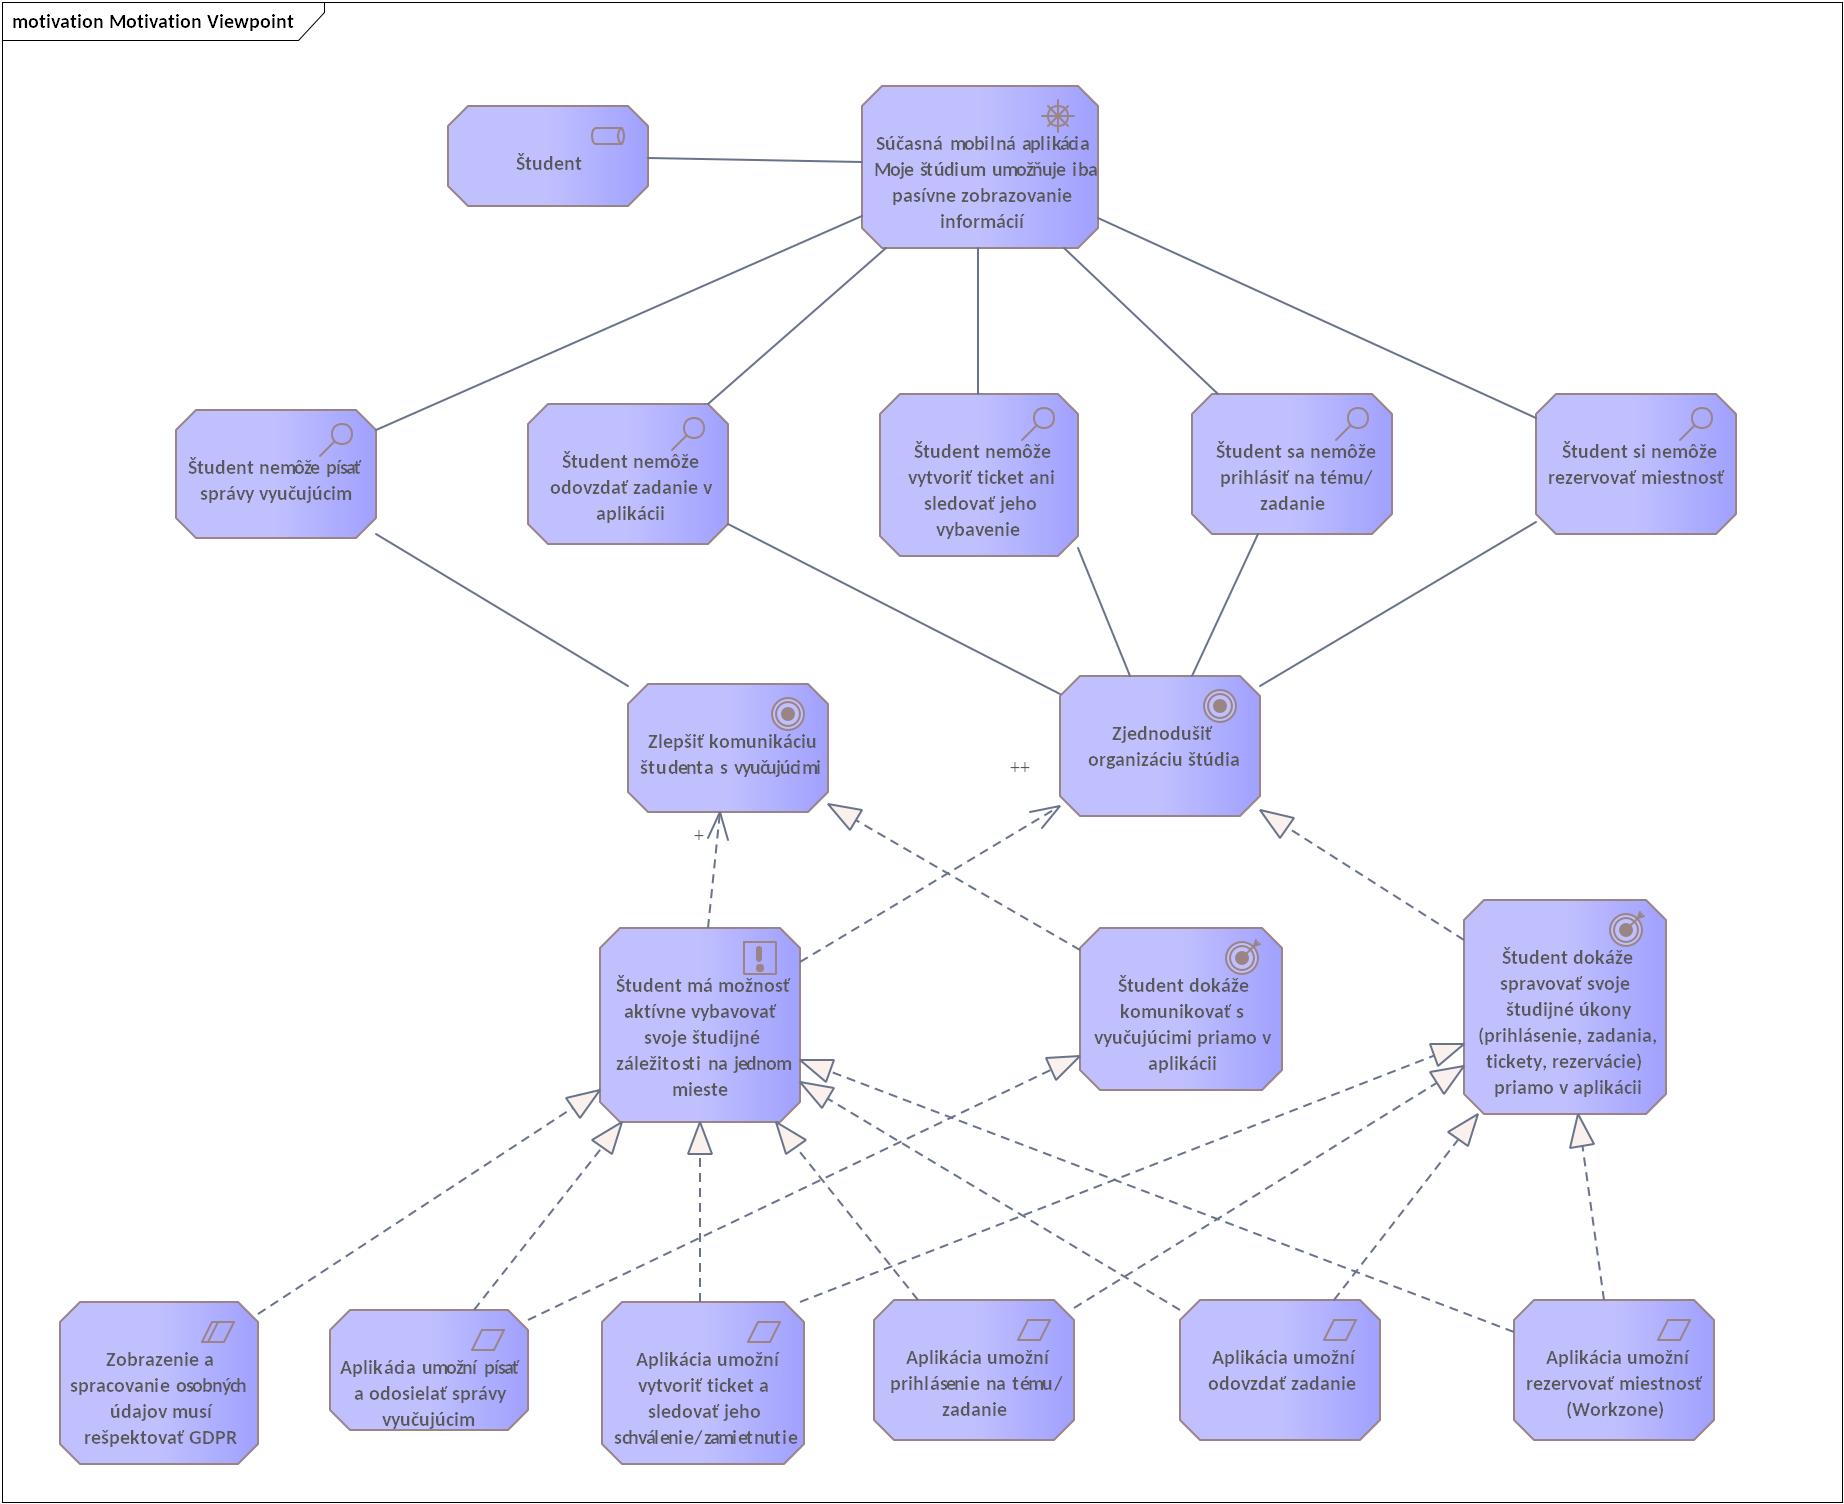 motivation Motivation Viewpoint
Študent
Súčasná mobilná aplikácia
Moje štúdium umožňuje iba
pasívne zobrazovanie
informácií
Študent nemôže písať
správy vyučujúcim
Študent nemôže
odovzdať zadanie v
aplikácii
Študent nemôže
vytvoriť ticket ani
sledovať jeho
vybavenie
Študent sa nemôže
prihlásiť na tému/
zadanie
Študent si nemôže
rezervovať miestnosť
Zlepšiť komunikáciu
študenta s vyučujúcimi
Zjednodušiť
organizáciu štúdia
++
+
Študent má možnosť
aktívne vybavovať
svoje študijné
záležitosti na jednom
mieste
Študent dokáže
komunikovať s
vyučujúcimi priamo v
aplikácii
Študent dokáže
spravovať svoje
študijné úkony
(prihlásenie, zadania,
tickety, rezervácie)
priamo v aplikácii
Zobrazenie a
spracovanie osobných
údajov musí
rešpektovať GDPR
Aplikácia umožní písať
a odosielať správy
vyučujúcim
Aplikácia umožní
vytvoriť ticket a
sledovať jeho
schválenie/zamietnutie
Aplikácia umožní
prihlásenie na tému/
zadanie
Aplikácia umožní
odovzdať zadanie
Aplikácia umožní
rezervovať miestnosť
(Workzone)